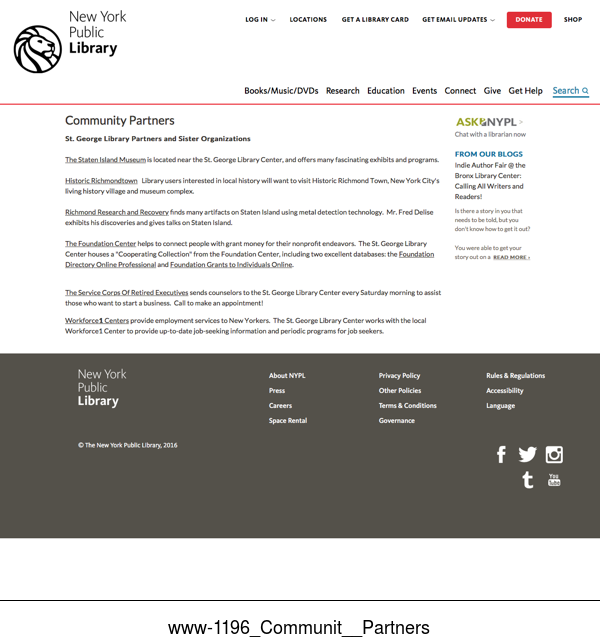 New York
Public
Library
LOG IN
LOCATIONS
GET A LIBRARY CARD
GET EMAIL UPDATES
DONATE
SHOP
Books/Music/DVDs
Research
Education
Events
Connect
Give
Get Help
Search
Community Partners
St. George Library Partners and Sister Organizations
The Staten Island Museum is located near the St. George Library Center, and offers many fascinating exhibits and programs.
Historic Richmondtown Library users interested in local history will want to visit Historic Richmond Town, New York City's
living history village and museum complex.
Richmond Research and Recovery finds many artifacts on Staten Island using metal detection technology. Mr. Fred Delise
exhibits his discoveries and gives talks on Staten Island.
The Foundation Center helps to connect people with grant money for their nonprofit endeavors. The St. George Library
Center houses a "Cooperating Collection" from the Foundation Center, including two excellent databases: the Foundation
Directory Online Professional and Foundation Grants to Individuals Online.
The Service Corps Of Retired Executives sends counselors to the St. George Library Center every Saturday morning to assist
those who want to start a business. Call to make an appointment!
Workforce1 Centers provide employment services to New Yorkers. The St. George Library Center works with the local
Workforce1 Center to provide up-to-date job-seeking information and periodic programs for job seekers.
ASK NYPL >
Chat with a librarian now
FROM OUR BLOGS
Indie Author Fair @ the
Bronx Library Center:
Calling All Writers and
Readers!
Is there a story in you that
needs to be told, but you
don't know how to get it out?
You were able to get your
story out on a READ MORE ›
New York
Public
Library
© The New York Public Library, 2016
About NYPL
Press
Careers
Space Rental
Privacy Policy
Other Policies
Terms & Conditions
Governance
Rules & Regulations
Accessibility
Language
You
Tube
www-1196_Communit__Partners